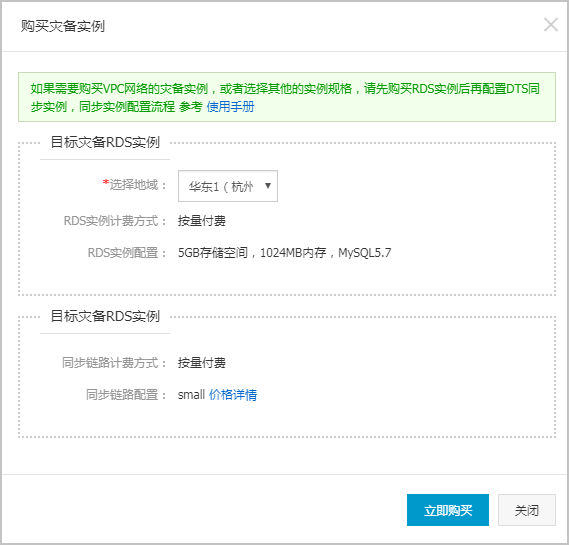 购买灾备实例
如果需要购买VPC网络的灾备实例，或者选择其他的实例规格，请先购买RDS实例后再配置DTS同
步实例，同步实例配置流程 参考 使用手册
目标灾备RDS实例
*选择地域： 华东1（杭州
RDS实例计费方式： 按量付费
RDS实例配置： 5GB存储空间，1024MB内存，MySQL5.7
目标灾备RDS实例
同步链路计费方式： 按量付费
同步链路配置： small 价格详情
立即购买 关闭